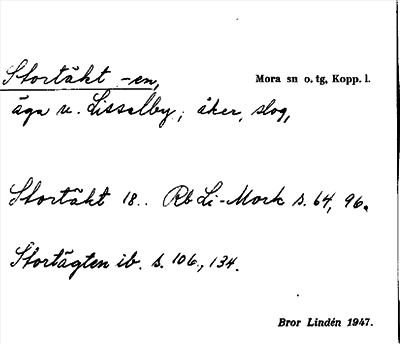 Stortäkt -en, Mora sn o. tg, Kopp. l.
äga v. Lisselby; åker, slog,
Stortäkt 18.. Rb Li-Mork s. 64, 96.
Stortägten ib. s. 106, 134.
Bror Lindén 1947.